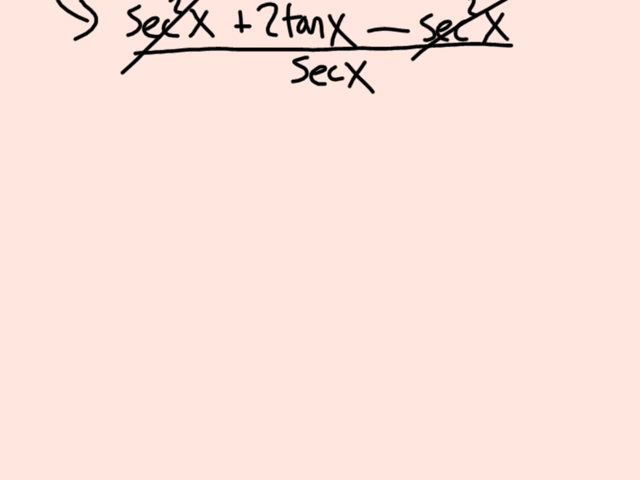 sec²x + 2tanx — sec²x
secx